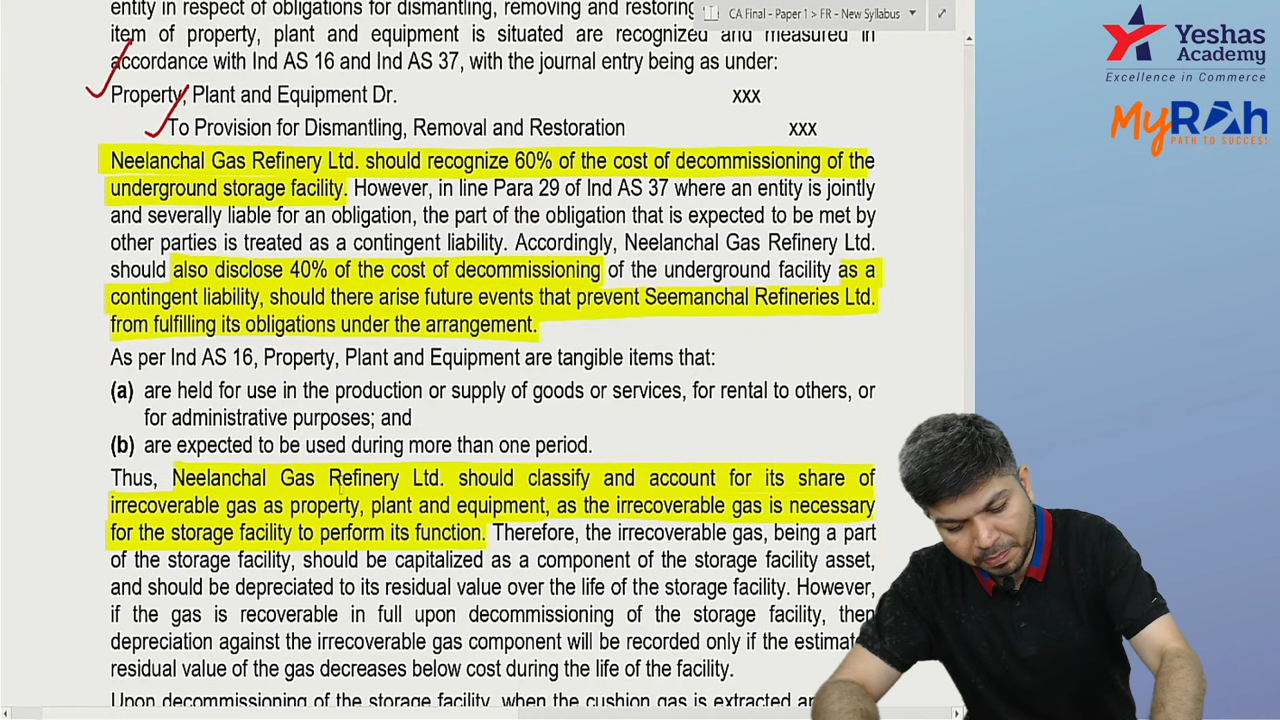 entity in respect of obligations for dismantling, removing and restoring
CA Final - Paper 1 > FR - New Syllabus
item of property, plant and equipment is situated are recognized and measured in
accordance with Ind AS 16 and Ind AS 37, with the journal entry being as under:
Property, Plant and Equipment Dr. XXX
To Provision for Dismantling, Removal and Restoration XXX
Neelanchal Gas Refinery Ltd. should recognize 60% of the cost of decommissioning of the
underground storage facility. However, in line Para 29 of Ind AS 37 where an entity is jointly
and severally liable for an obligation, the part of the obligation that is expected to be met by
other parties is treated as a contingent liability. Accordingly, Neelanchal Gas Refinery Ltd.
should also disclose 40% of the cost of decommissioning of the underground facility as a
contingent liability, should there arise future events that prevent Seemanchal Refineries Ltd.
from fulfilling its obligations under the arrangement.
As per Ind AS 16, Property, Plant and Equipment are tangible items that:
(a) are held for use in the production or supply of goods or services, for rental to others, or
for administrative purposes; and
(b) are expected to be used during more than one period.
Thus, Neelanchal Gas Refinery Ltd. should classify and account for its share of
irrecoverable gas as property, plant and equipment, as the irrecoverable gas is necessary
for the storage facility to perform its function. Therefore, the irrecoverable gas, being a part
of the storage facility, should be capitalized as a component of the storage facility asset,
and should be depreciated to its residual value over the life of the storage facility. However,
if the gas is recoverable in full upon decommissioning of the storage facility, then
depreciation against the irrecoverable gas component will be recorded only if the estimate
residual value of the gas decreases below cost during the life of the facility.
Upon decommissioning of the storage facility, when the cushion gas is extracted
Yeshas
Academy
Excellence in Commerce
MyRAh
PATH TO SUCCESS